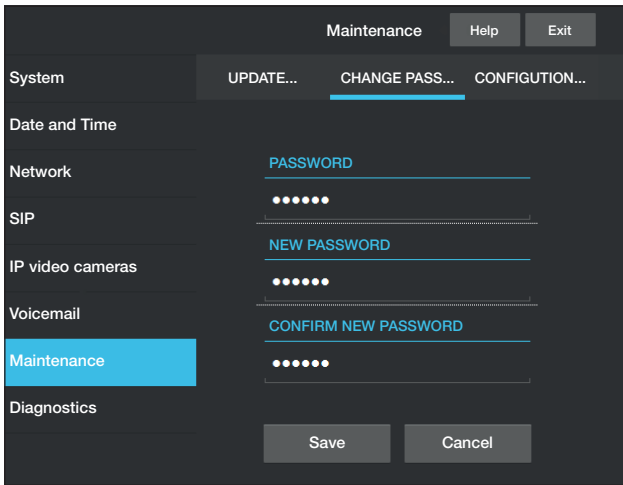 Maintenance Help Exit
System
UPDATE... CHANGE PASS... CONFIGUTION...
Date and Time
Network
SIP
IP video cameras
Voicemail
Maintenance
Diagnostics
PASSWORD
••••••
NEW PASSWORD
••••••
CONFIRM NEW PASSWORD
••••••
Save Cancel